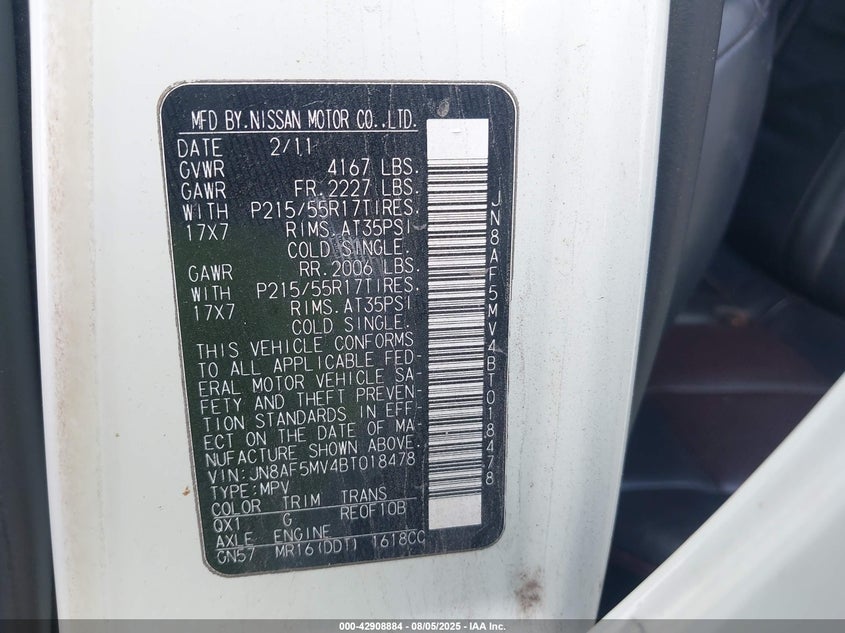 MFD BY.NISSAN MOTOR CO.,LTD.
DATE 2/11
GVWR 4167 LBS.
GAWR FR.2227 LBS.
WITH P215/55R17TIRES.
17X7 RIMS.AT35PSI
COLD SINGLE.
GAWR RR.2006 LBS.
WITH P215/55R17TIRES.
17X7 RIMS.AT35PSI
COLD SINGLE.
THIS VEHICLE CONFORMS
TO ALL APPLICABLE FED-
ERAL MOTOR VEHICLE SA-
FETY AND THEFT PREVEN-
TION STANDARDS IN EFF-
ECT ON THE DATE OF MA-
NUFACTURE SHOWN ABOVE.
VIN:JN8AF5MV4BT018478
TYPE:MPV
COLOR TRIM TRANS
QX1 G RE0F10B
AXLE ENGINE
GN57 MR16(DDT) 1618CC
JN8AF5MV4BT018478
000-42908884 - 08/05/2025 - IAA Inc.